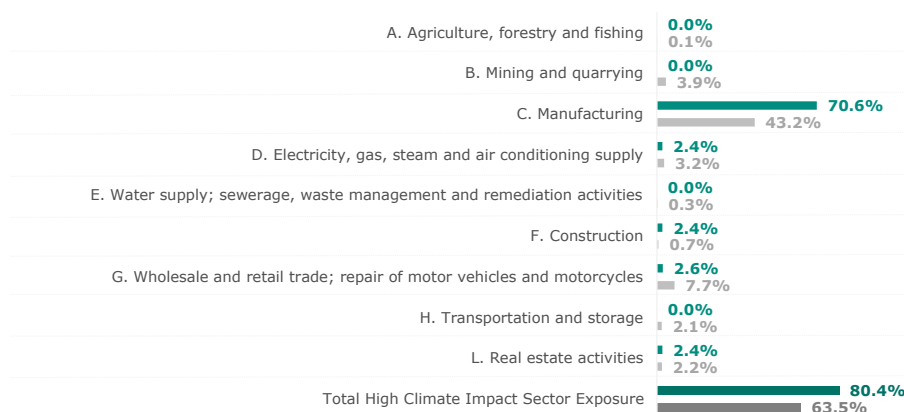 A. Agriculture, forestry and fishing
0.0%
0.1%
B. Mining and quarrying
0.0%
3.9%
C. Manufacturing
70.6%
43.2%
D. Electricity, gas, steam and air conditioning supply
2.4%
3.2%
E. Water supply; sewerage, waste management and remediation activities
0.0%
0.3%
F. Construction
2.4%
0.7%
G. Wholesale and retail trade; repair of motor vehicles and motorcycles
2.6%
7.7%
H. Transportation and storage
0.0%
2.1%
L. Real estate activities
2.4%
2.2%
Total High Climate Impact Sector Exposure
80.4%
63.5%